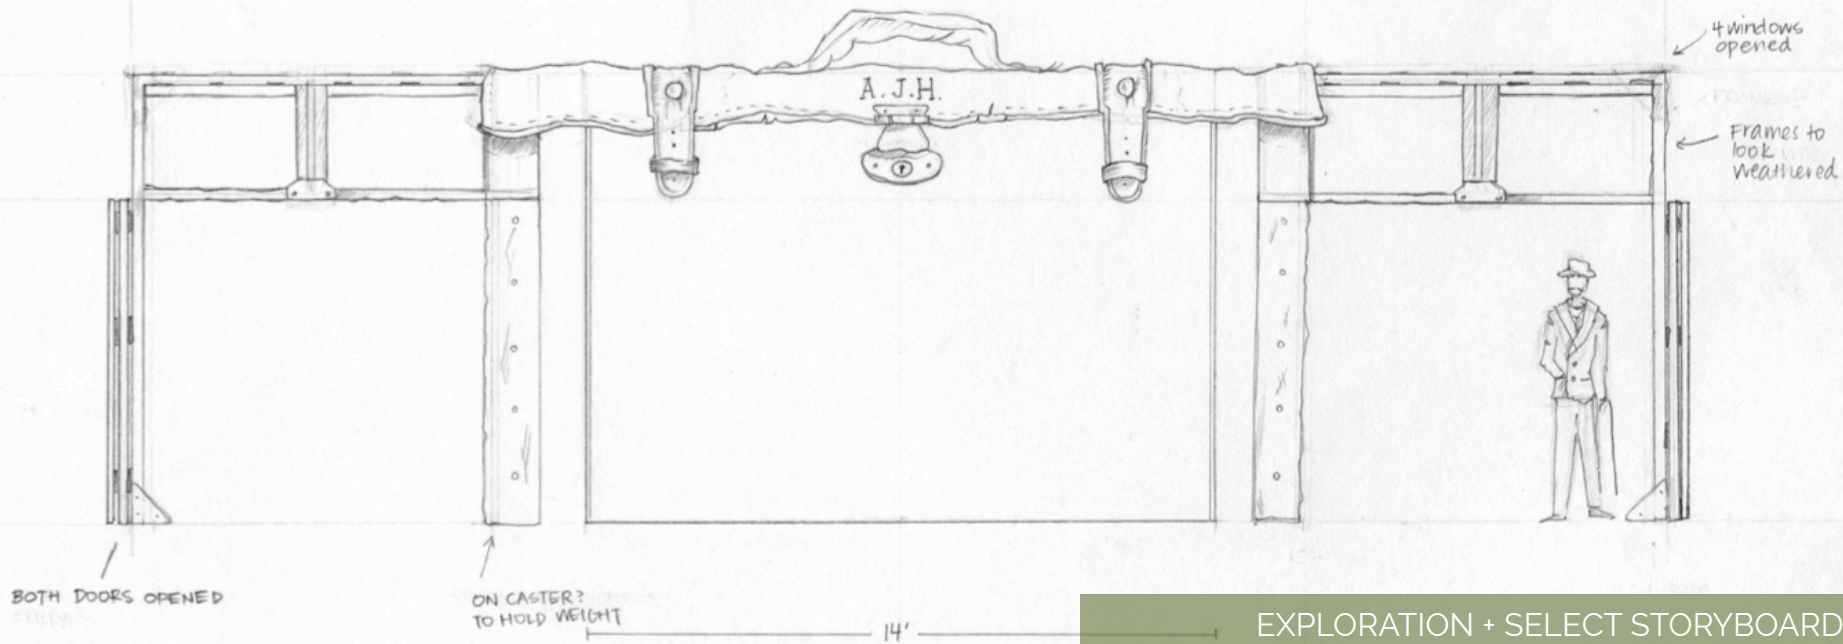 4 windows
opened
A.J.H.
Frames to
look
weathered
BOTH DOORS OPENED
ON CASTER?
TO HOLD WEIGHT
14'
EXPLORATION + SELECT STORYBOARD